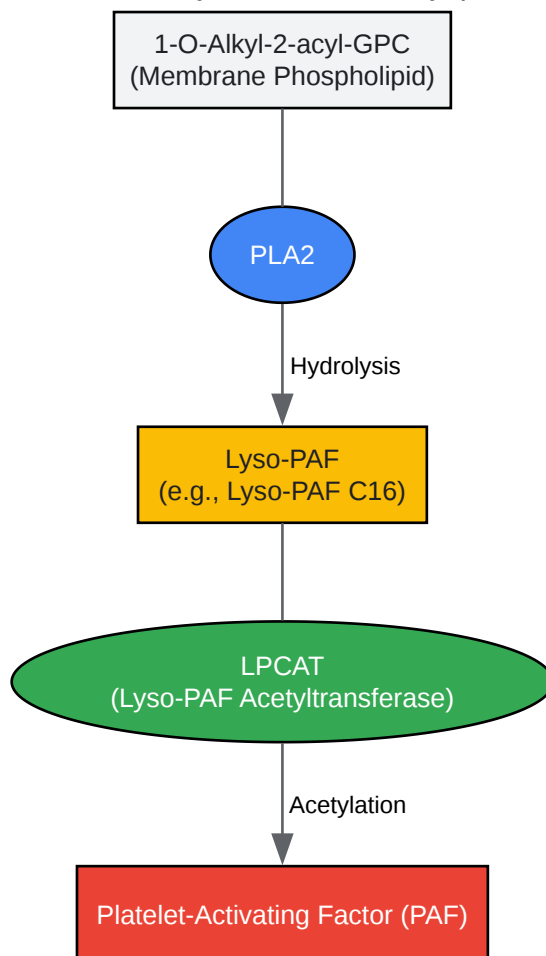 1-O-Alkyl-2-acyl-GPC
(Membrane Phospholipid)
PLA2
Hydrolysis
Lyso-PAF
(e.g., Lyso-PAF C16)
LPCAT
(Lyso-PAF Acetyltransferase)
Acetylation
Platelet-Activating Factor (PAF)